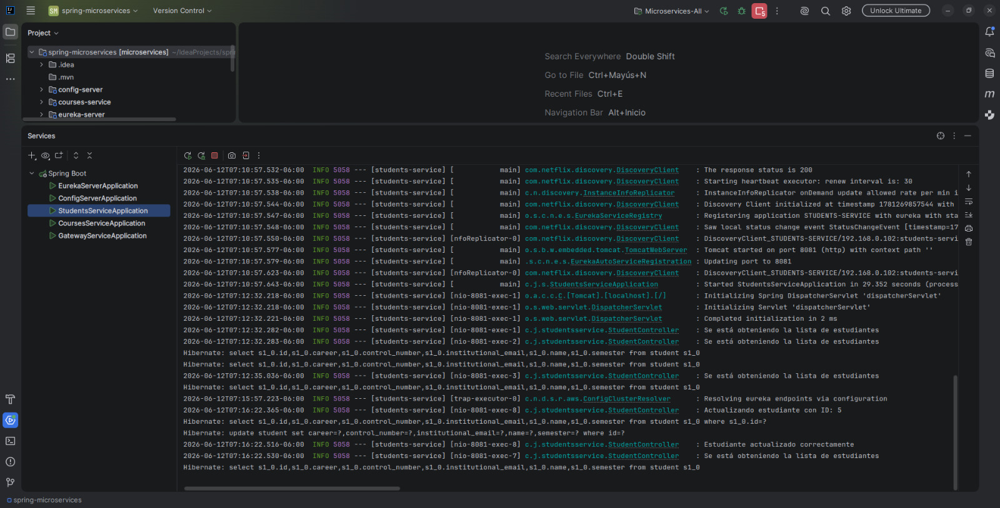 SM spring-microservices Version Control Microservices-All 5 Unlock Ultimate
Project
spring-microservices [microservices] ~/IdeaProjects/spri
.idea
.mvn
config-server
courses-service
eureka-server
Search Everywhere Double Shift
Go to File Ctrl+Mayús+N
Recent Files Ctrl+E
Navigation Bar Alt+Inicio
Services
Spring Boot
EurekaServerApplication
ConfigServerApplication
StudentsServiceApplication
CoursesServiceApplication
GatewayServiceApplication
2026-06-12T07:10:57.532-06:00 INFO 5058 --- [students-service] [ main] com.netflix.discovery.DiscoveryClient : The response status is 200
2026-06-12T07:10:57.535-06:00 INFO 5058 --- [students-service] [ main] com.netflix.discovery.DiscoveryClient : Starting heartbeat executor: renew interval is: 30
2026-06-12T07:10:57.538-06:00 INFO 5058 --- [students-service] [ main] c.n.discovery.InstanceInfoReplicator : InstanceInfoReplicator onDemand update allowed rate per min i
2026-06-12T07:10:57.544-06:00 INFO 5058 --- [students-service] [ main] com.netflix.discovery.DiscoveryClient : Discovery Client initialized at timestamp 1781269857544 with
2026-06-12T07:10:57.547-06:00 INFO 5058 --- [students-service] [ main] o.s.c.n.e.s.EurekaServiceRegistry : Registering application STUDENTS-SERVICE with eureka with sta
2026-06-12T07:10:57.548-06:00 INFO 5058 --- [students-service] [ main] com.netflix.discovery.DiscoveryClient : Saw local status change event StatusChangeEvent [timestamp=17
2026-06-12T07:10:57.550-06:00 INFO 5058 --- [students-service] [nfoReplicator-0] com.netflix.discovery.DiscoveryClient : DiscoveryClient_STUDENTS-SERVICE/192.168.0.102:students-servi
2026-06-12T07:10:57.577-06:00 INFO 5058 --- [students-service] [ main] o.s.b.w.embedded.tomcat.TomcatWebServer : Tomcat started on port 8081 (http) with context path ''
2026-06-12T07:10:57.579-06:00 INFO 5058 --- [students-service] [ main] .s.c.n.e.s.EurekaAutoServiceRegistration : Updating port to 8081
2026-06-12T07:10:57.623-06:00 INFO 5058 --- [students-service] [nfoReplicator-0] com.netflix.discovery.DiscoveryClient : DiscoveryClient_STUDENTS-SERVICE/192.168.0.102:students-servi
2026-06-12T07:10:57.643-06:00 INFO 5058 --- [students-service] [ main] c.j.s.StudentsServiceApplication : Started StudentsServiceApplication in 29.352 seconds (process
2026-06-12T07:12:32.218-06:00 INFO 5058 --- [students-service] [nio-8081-exec-1] o.a.c.c.C.[Tomcat].[localhost].[/] : Initializing Spring DispatcherServlet 'dispatcherServlet'
2026-06-12T07:12:32.218-06:00 INFO 5058 --- [students-service] [nio-8081-exec-1] o.s.web.servlet.DispatcherServlet : Initializing Servlet 'dispatcherServlet'
2026-06-12T07:12:32.221-06:00 INFO 5058 --- [students-service] [nio-8081-exec-1] o.s.web.servlet.DispatcherServlet : Completed initialization in 2 ms
2026-06-12T07:12:32.282-06:00 INFO 5058 --- [students-service] [nio-8081-exec-1] c.j.studentsservice.StudentController : Se está obteniendo la lista de estudiantes
2026-06-12T07:12:32.283-06:00 INFO 5058 --- [students-service] [nio-8081-exec-2] c.j.studentsservice.StudentController : Se está obteniendo la lista de estudiantes
Hibernate: select s1_0.id,s1_0.career,s1_0.control_number,s1_0.institutional_email,s1_0.name,s1_0.semester from student s1_0
Hibernate: select s1_0.id,s1_0.career,s1_0.control_number,s1_0.institutional_email,s1_0.name,s1_0.semester from student s1_0
2026-06-12T07:12:35.036-06:00 INFO 5058 --- [students-service] [nio-8081-exec-3] c.j.studentsservice.StudentController : Se está obteniendo la lista de estudiantes
Hibernate: select s1_0.id,s1_0.career,s1_0.control_number,s1_0.institutional_email,s1_0.name,s1_0.semester from student s1_0
2026-06-12T07:15:57.223-06:00 INFO 5058 --- [students-service] [trap-executor-0] c.n.d.s.r.aws.ConfigClusterResolver : Resolving eureka endpoints via configuration
2026-06-12T07:16:22.365-06:00 INFO 5058 --- [students-service] [nio-8081-exec-8] c.j.studentsservice.StudentController : Actualizando estudiante con ID: 5
Hibernate: select s1_0.id,s1_0.career,s1_0.control_number,s1_0.institutional_email,s1_0.name,s1_0.semester from student s1_0 where s1_0.id=?
Hibernate: update student set career=?,control_number=?,institutional_email=?,name=?,semester=? where id=?
2026-06-12T07:16:22.516-06:00 INFO 5058 --- [students-service] [nio-8081-exec-8] c.j.studentsservice.StudentController : Estudiante actualizado correctamente
2026-06-12T07:16:22.530-06:00 INFO 5058 --- [students-service] [nio-8081-exec-7] c.j.studentsservice.StudentController : Se está obteniendo la lista de estudiantes
Hibernate: select s1_0.id,s1_0.career,s1_0.control_number,s1_0.institutional_email,s1_0.name,s1_0.semester from student s1_0
spring-microservices